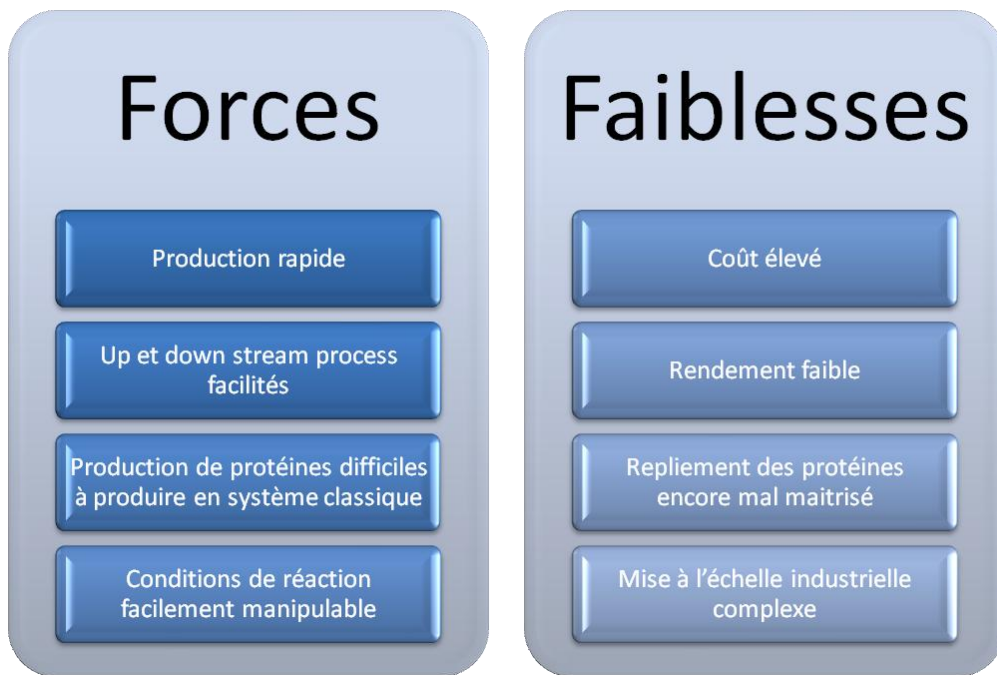 Forces
Production rapide
Up et down stream process
facilités
Production de protéines difficiles
à produire en système classique
Conditions de réaction
facilement manipulable
Faiblesses
Coût élevé
Rendement faible
Repliement des protéines
encore mal maitrisé
Mise à l’échelle industrielle
complexe